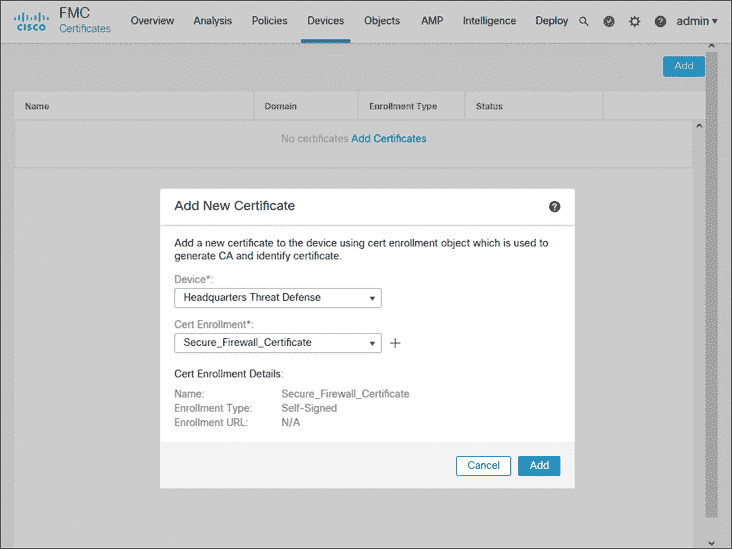 CISCO
FMC
Certificates
Overview Analysis Policies Devices Objects AMP Intelligence Deploy admin
Add
Name Domain Enrollment Type Status
No certificates Add Certificates
Add New Certificate
Add a new certificate to the device using cert enrollment object which is used to
generate CA and identify certificate.
Device*:
Headquarters Threat Defense
Cert Enrollment*:
Secure_Firewall_Certificate
Cert Enrollment Details:
Name: Secure_Firewall_Certificate
Enrollment Type: Self-Signed
Enrollment URL: N/A
Cancel Add